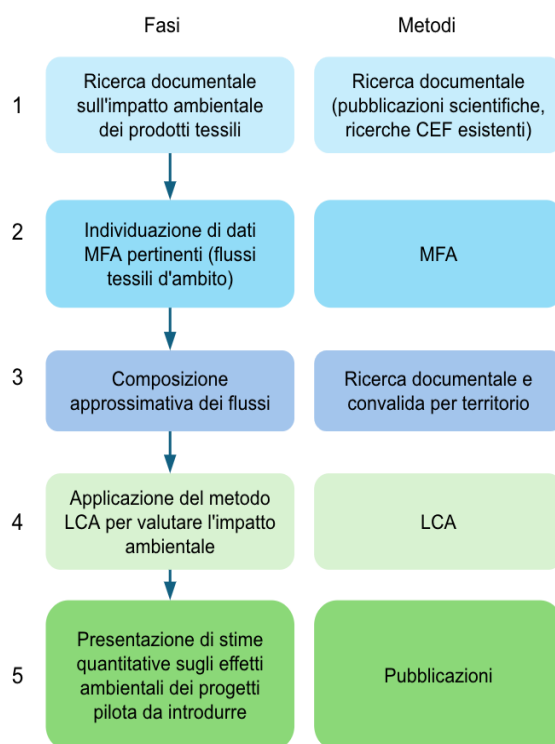 Fasi
Metodi
1
Ricerca documentale
sull'impatto ambientale
dei prodotti tessili
Ricerca documentale
(pubblicazioni scientifiche,
ricerche CEF esistenti)
2
Individuazione di dati
MFA pertinenti (flussi
tessili d'ambito)
MFA
3
Composizione
approssimativa dei flussi
Ricerca documentale e
convalida per territorio
4
Applicazione del metodo
LCA per valutare l'impatto
ambientale
LCA
5
Presentazione di stime
quantitative sugli effetti
ambientali dei progetti
pilota da introdurre
Pubblicazioni